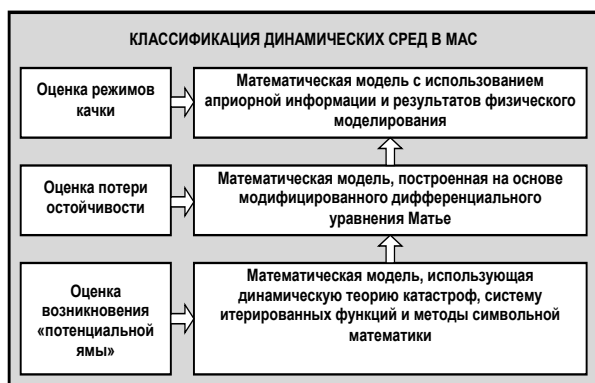 КЛАССИФИКАЦИЯ ДИНАМИЧЕСКИХ СРЕД В МАС
Оценка режимов
качки
Математическая модель с использованием
априорной информации и результатов физического
моделирования
Оценка потери
остойчивости
Математическая модель, построенная на основе
модифицированного дифференциального
уравнения Матье
Оценка
возникновения
«потенциальной
ямы»
Математическая модель, использующая
динамическую теорию катастроф, систему
итерированных функций и методы символьной
математики